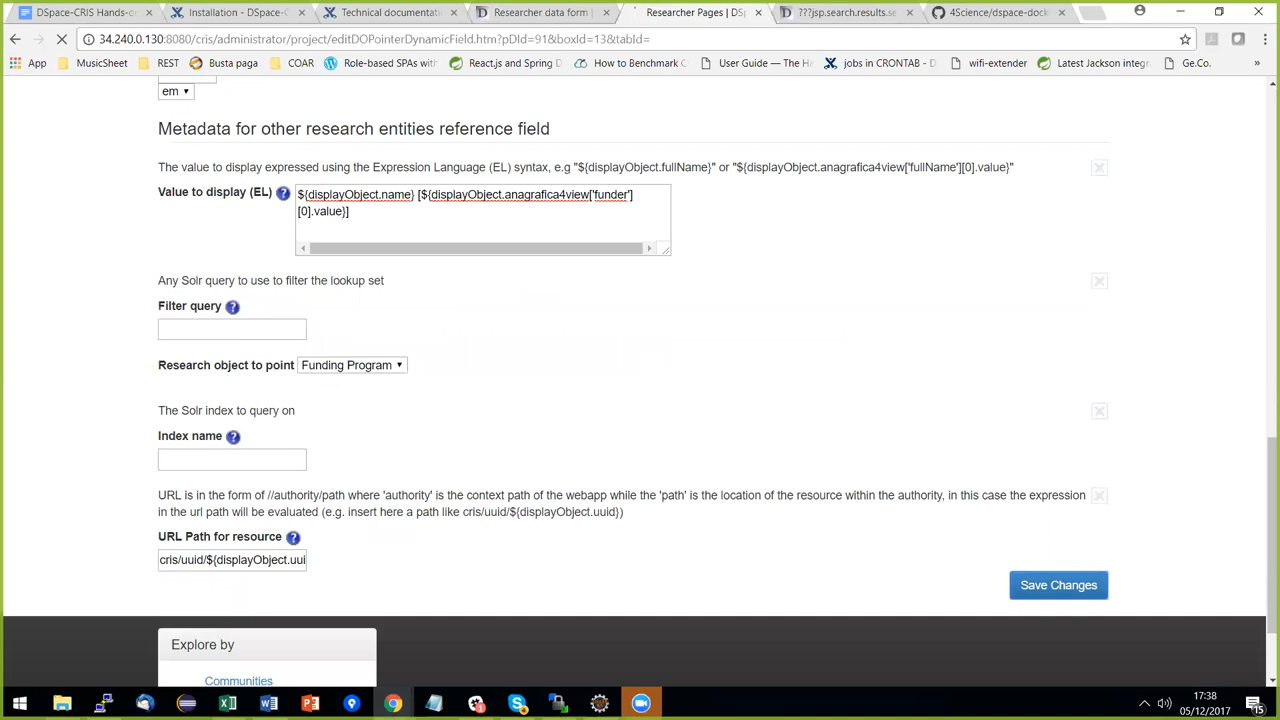 DSpace-CRIS Hands-on
Installation - DSpace-C
Technical documentat
Researcher data form |
Researcher Pages | DS
???jsp.search.results.se
4Science/dspace-dock
34.240.0.130:8080/cris/administrator/project/editDOPointerDynamicField.htm?pDId=91&boxId=13&tabId=
App
MusicSheet
REST
Busta paga
COAR
Role-based SPAs wit
React.js and Spring D
How to Benchmark C
User Guide — The Ha
jobs in CRONTAB - D
wifi-extender
Latest Jackson integr
Ge.Co.
»
em
Metadata for other research entities reference field
The value to display expressed using the Expression Language (EL) syntax, e.g "${displayObject.fullName}" or "${displayObject.anagrafica4view['fullName'][0].value}"
Value to display (EL)
${displayObject.name} [${displayObject.anagrafica4view['funder']
[0].value}]
Any Solr query to use to filter the lookup set
Filter query
Research object to point Funding Program
The Solr index to query on
Index name
URL is in the form of //authority/path where 'authority' is the context path of the webapp while the 'path' is the location of the resource within the authority, in this case the expression
in the url path will be evaluated (e.g. insert here a path like cris/uuid/${displayObject.uuid})
URL Path for resource
cris/uuid/${displayObject.uui
Save Changes
Explore by
Communities
17:38
05/12/2017
15